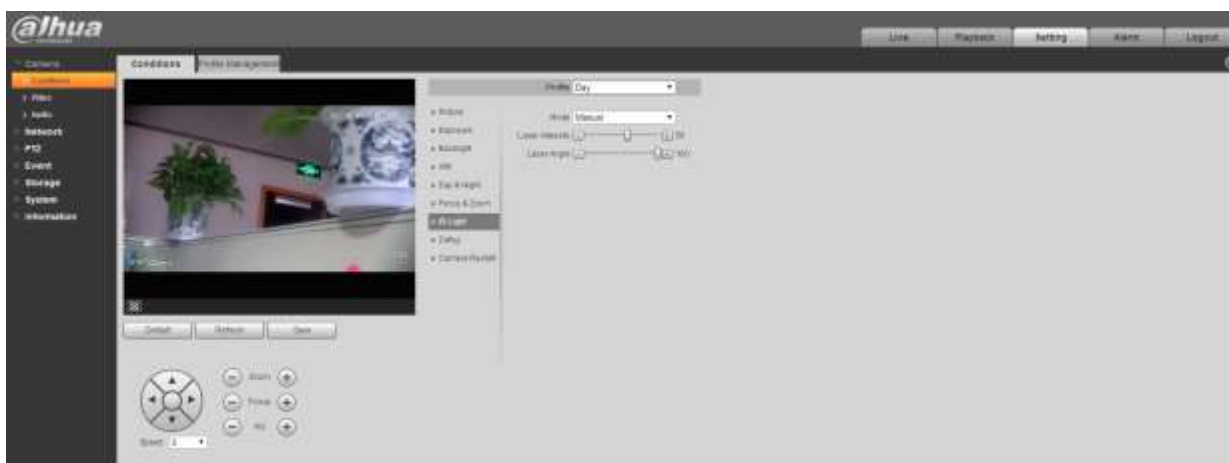 alhua
Live
Playback
Setting
Alarm
Logout
Camera
Conditions
Video
Audio
Network
PTZ
Event
Storage
System
Information
Conditions
Profile Management
Profile
Day
Picture
Exposure
Backlight
WB
Day & Night
Focus & Zoom
IR Light
Defog
Mode
Manual
Laser Intensity
50
Laser Angle
100
Default
Refresh
Save
Zoom
Focus
Iris
Speed